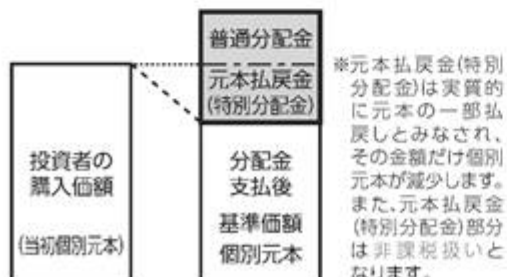 普通分配金
元本払戻金
(特別分配金)
投資者の
購入価額
(当初個別元本)
分配金
支払後
基準価額
個別元本
※元本払戻金(特別
分配金)は実質的
に元本の一部払
戻しとみなされ、
その金額だけ個別
元本が減少します。
また、元本払戻金
(特別分配金)部分
は非課税扱いと
なります。